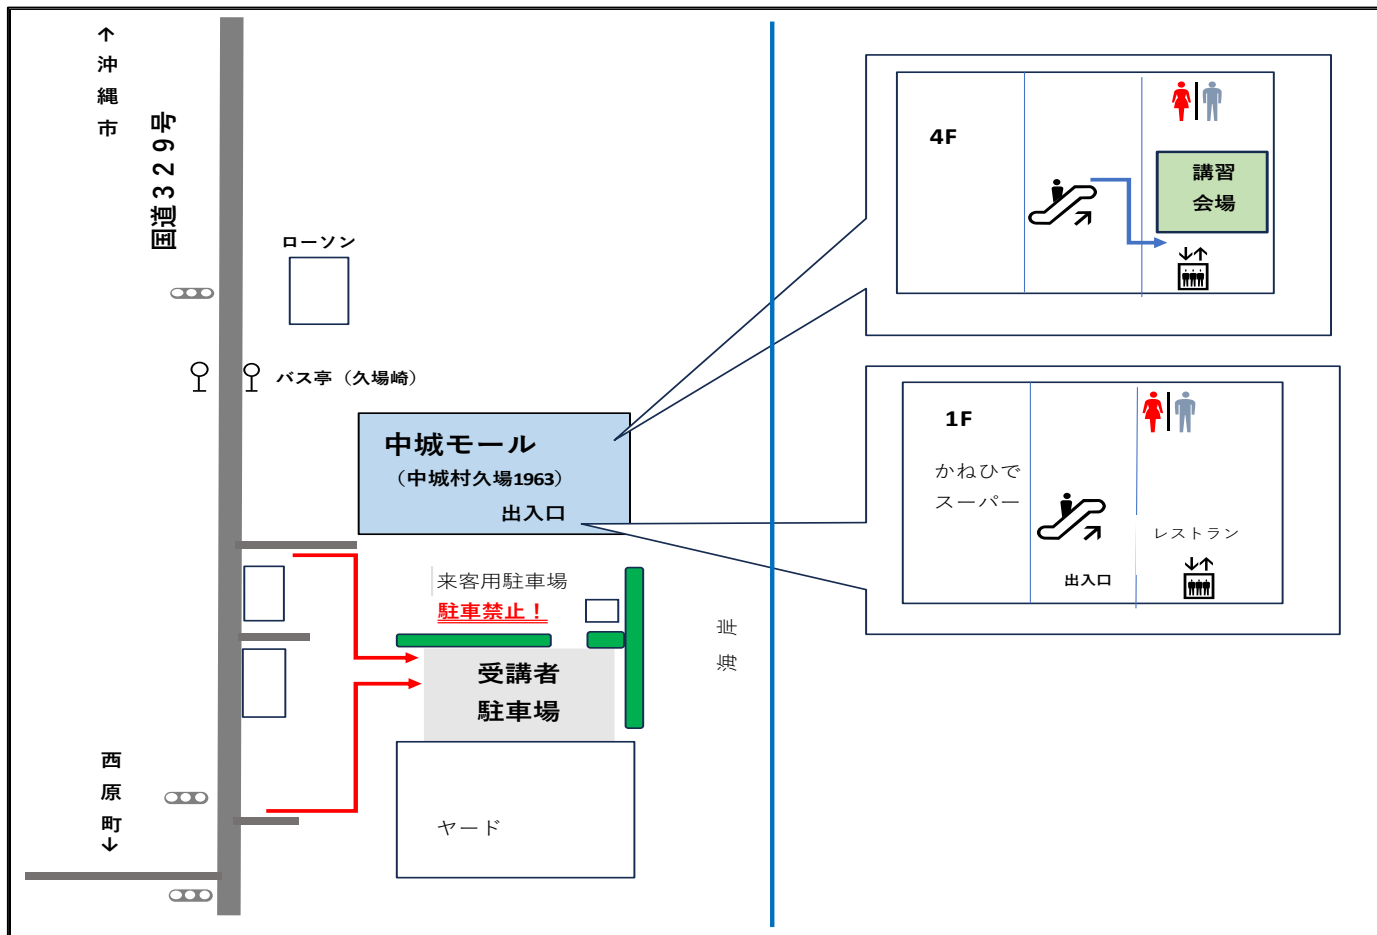 ↑沖縄市
国道３２９号
ローソン
バス亭（久場崎）
中城モール
（中城村久場1963）
出入口
来客用駐車場
駐車禁止！
受講者
駐車場
ヤード
西原町↓
海岸
4F
講習
会場
1F
かねひで
スーパー
レストラン
出入口